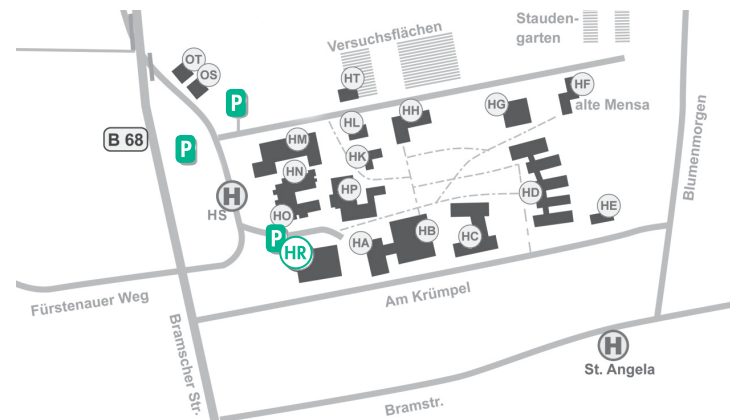 Stauden-
garten
Versuchsflächen
OT
OS
HT
HF
P
HG
alte Mensa
HH
HL
B 68
P
HM
HK
Blumenmorgen
HN
HP
H
HS
HD
HO
HE
P
HR
HA
HB
HC
Fürstenauer Weg
Am Krümpel
Bramscher Str.
H
St. Angela
Bramstr.